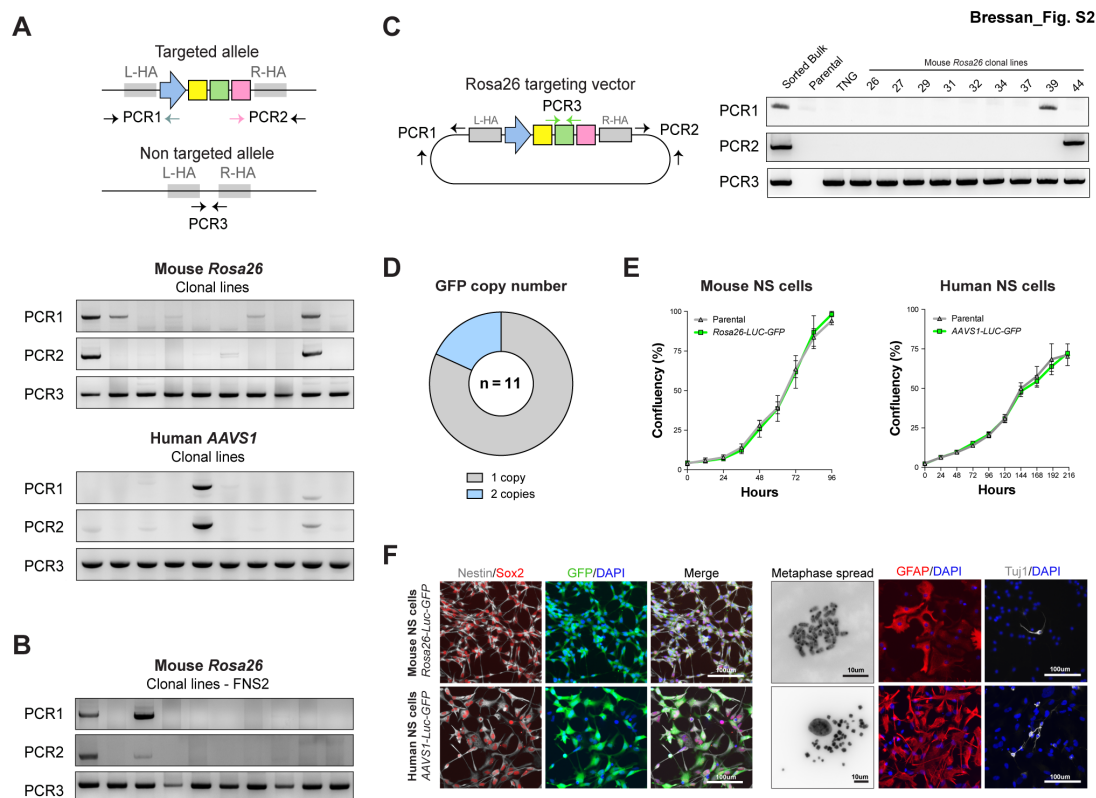 Bressan_Fig. S2
A
Targeted allele
L-HA
R-HA
PCR1
PCR2
Non targeted allele
L-HA
R-HA
PCR3
Mouse Rosa26
Clonal lines
PCR1
PCR2
PCR3
Human AAVS1
Clonal lines
PCR1
PCR2
PCR3
B
Mouse Rosa26
Clonal lines - FNS2
PCR1
PCR2
PCR3
C
Rosa26 targeting vector
PCR3
L-HA
R-HA
PCR1
PCR2
Sorted Bulk
Parental
TNG
Mouse Rosa26 clonal lines
26 27 29 31 32 34 37 39 44
PCR1
PCR2
PCR3
D
GFP copy number
n = 11
1 copy
2 copies
E
Mouse NS cells
Parental
Rosa26-LUC-GFP
Confluency (%)
100
75
50
25
0
0 24 48 72 96
Hours
Human NS cells
Parental
AAVS1-LUC-GFP
Confluency (%)
100
75
50
25
0
0 24 48 72 96 120 144 168 192 216
Hours
F
Nestin/Sox2
GFP/DAPI
Merge
Metaphase spread
GFAP/DAPI
Tuj1/DAPI
Mouse NS cells
Rosa26-Luc-GFP
100um
10um
100um
Human NS cells
AAVS1-Luc-GFP
100um
10um
100um